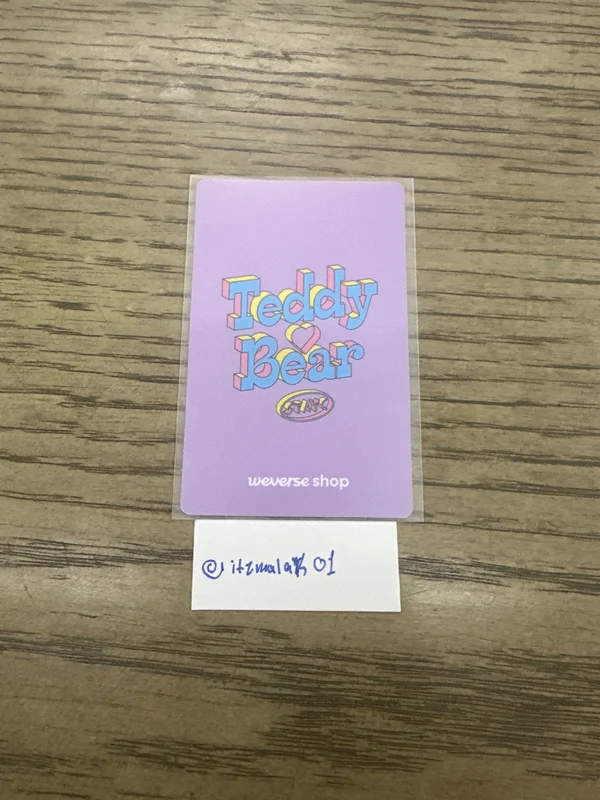 Teddy
Bear
STAYC
weverse shop
@itzmalak01